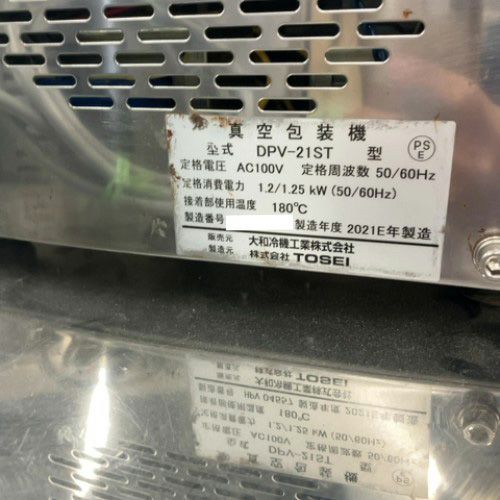 真空包装機
型式 DPV-21ST 型
PS
E
定格電圧 AC100V 定格周波数 50/60Hz
定格消費電力 1.2/1.25 kW (50/60Hz)
接着部使用温度 180℃
製造番号 製造年度 2021E年製造
販売元 大和冷機工業株式会社
製造元 株式会社 TOSEI